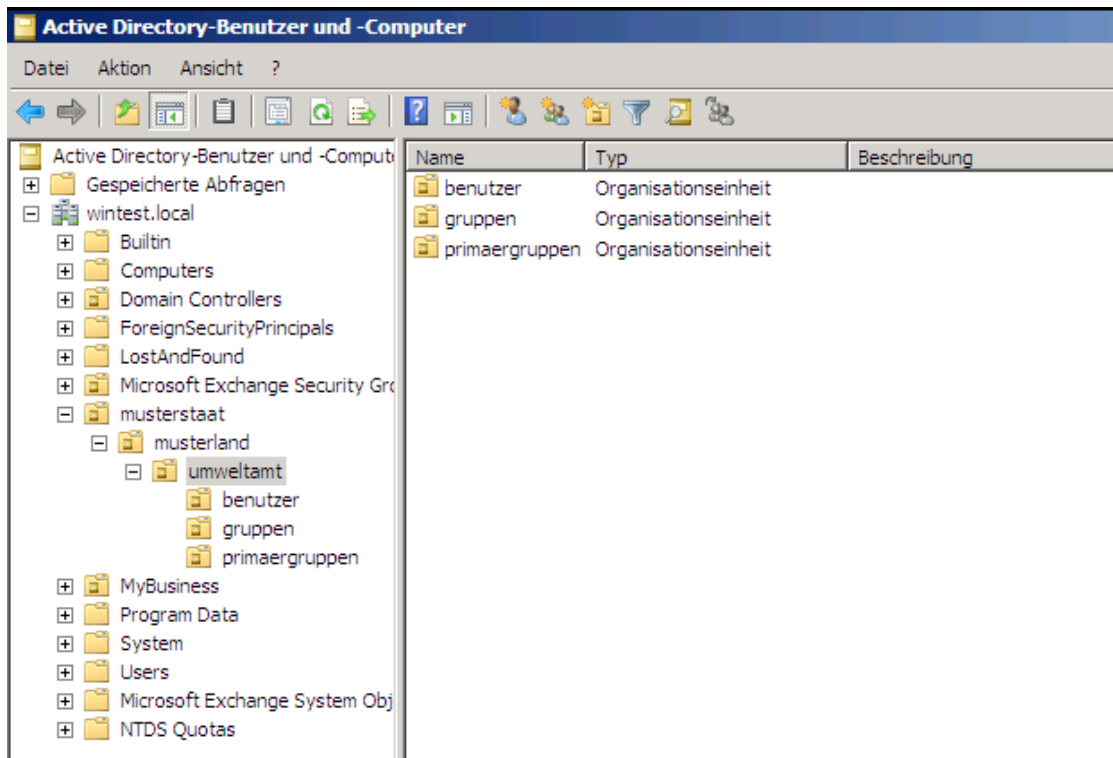 Active Directory-Benutzer und -Computer
Datei Aktion Ansicht ?
Active Directory-Benutzer und -Comput
Gespeicherte Abfragen
wintest.local
Builtin
Computers
Domain Controllers
ForeignSecurityPrincipals
LostAndFound
Microsoft Exchange Security Gro
musterstaat
musterland
umweltamt
benutzer
gruppen
primaergruppen
MyBusiness
Program Data
System
Users
Microsoft Exchange System Obj
NTDS Quotas
Name Typ Beschreibung
benutzer Organisationseinheit
gruppen Organisationseinheit
primaergruppen Organisationseinheit